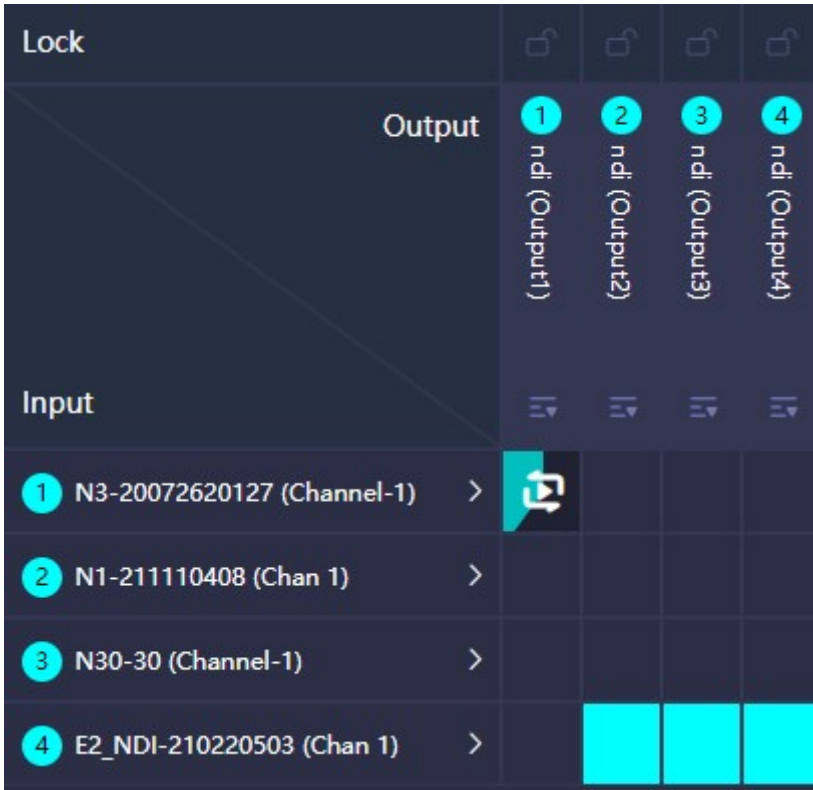 Lock
Output
1 ndi (Output1)
2 ndi (Output2)
3 ndi (Output3)
4 ndi (Output4)
Input
1 N3-20072620127 (Channel-1)
2 N1-211110408 (Chan 1)
3 N30-30 (Channel-1)
4 E2_NDI-210220503 (Chan 1)